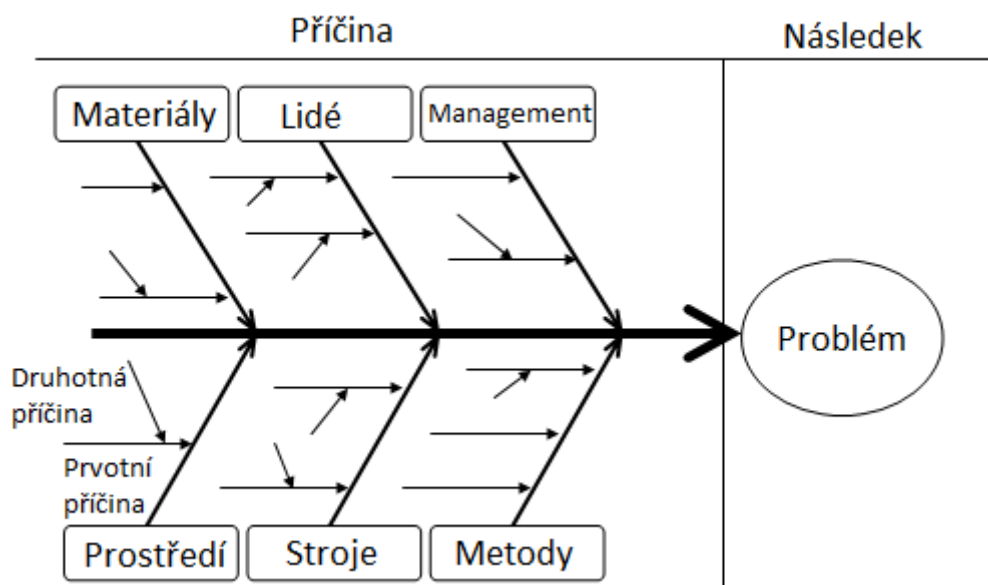 Příčina
Následek
Materiály
Lidé
Management
Problém
Druhotná
příčina
Prvotní
příčina
Prostředí
Stroje
Metody